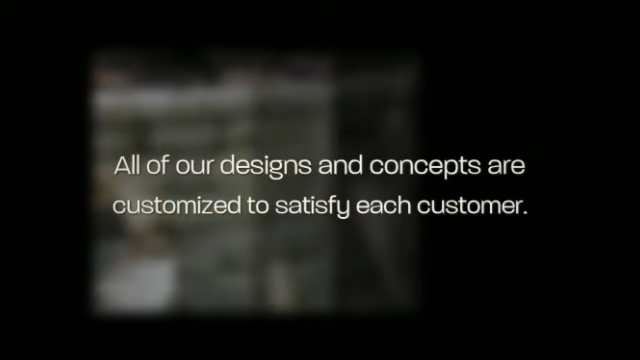 All of our designs and concepts are
customized to satisfy each customer.